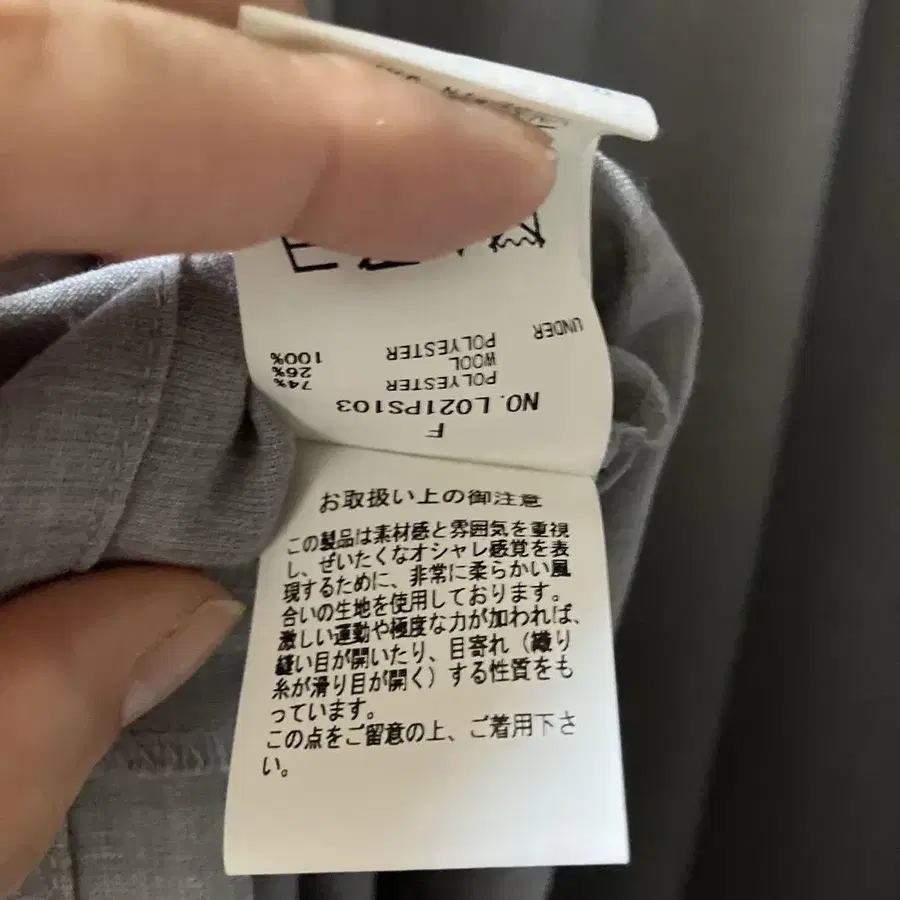 F
NO. L021PS103
POLYESTER 74%
WOOL 26%
UNDER POLYESTER 100%
お取扱い上の御注意
この製品は素材感と雰囲気を重視
し、ぜいたくなオシャレ感覚を表
現するために、非常に柔らかい風
合いの生地を使用しております。
激しい運動や極度な力が加われば、
縫い目が開いたり、目寄れ（織り
糸が滑り目が開く）する性質をも
っています。
この点をご留意の上、ご着用下さ
い。